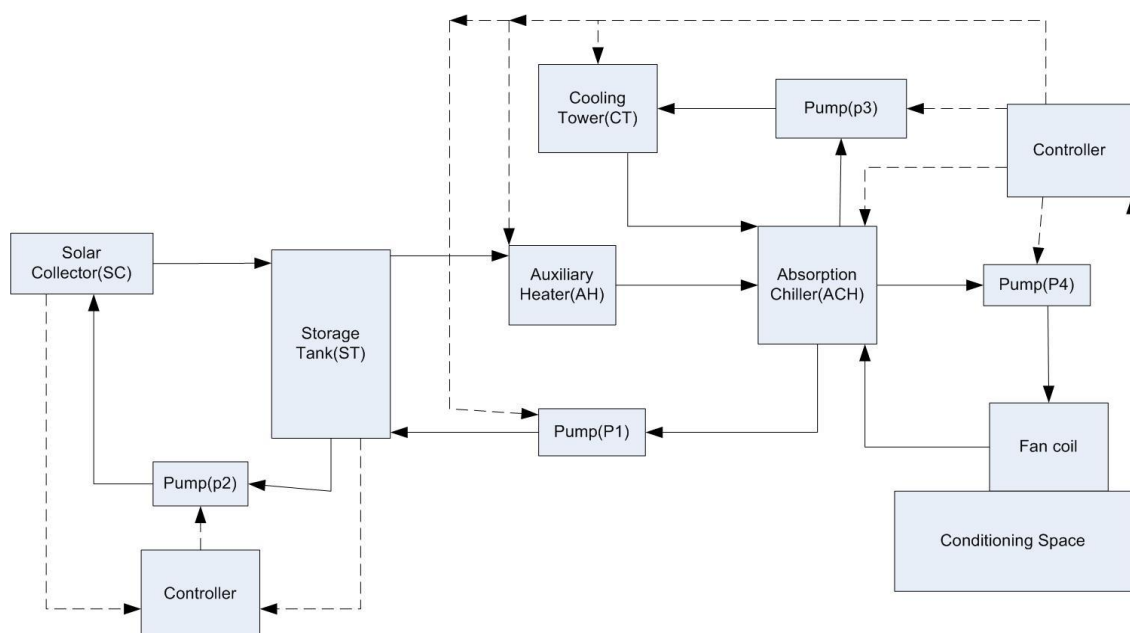 Cooling
Tower(CT)
Pump(p3)
Controller
Solar
Collector(SC)
Storage
Tank(ST)
Auxiliary
Heater(AH)
Absorption
Chiller(ACH)
Pump(P4)
Pump(P1)
Fan coil
Pump(p2)
Conditioning Space
Controller